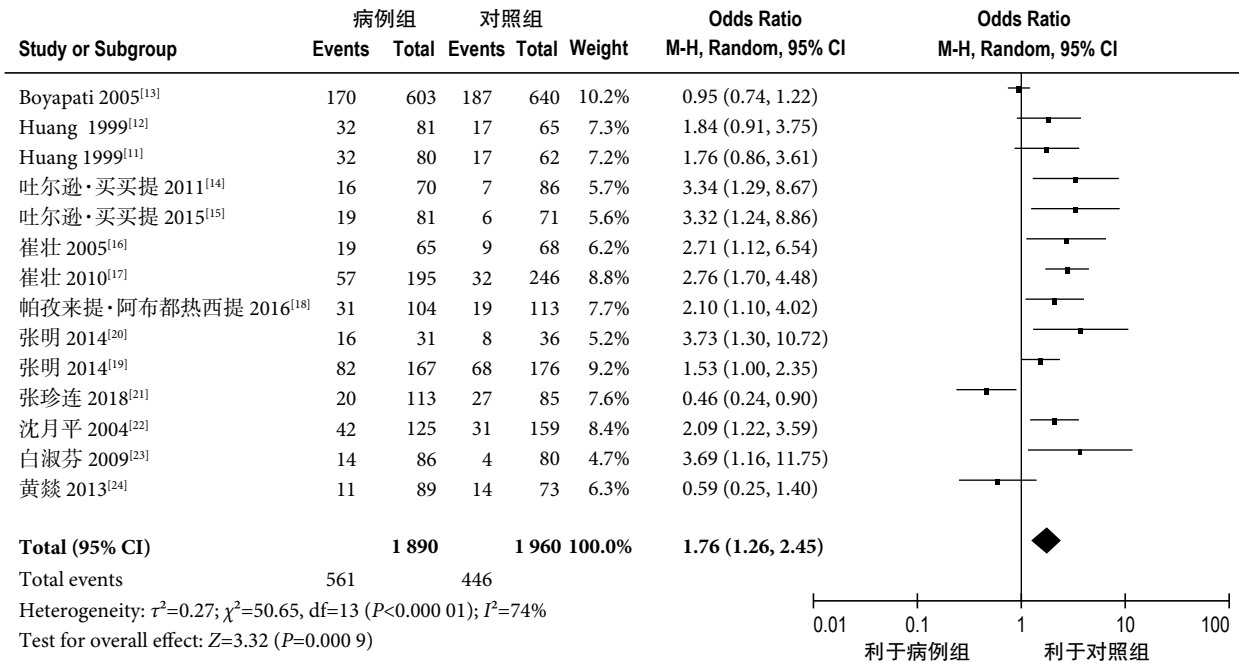 病例组 对照组 Odds Ratio Odds Ratio
Study or Subgroup Events Total Events Total Weight M-H, Random, 95% CI M-H, Random, 95% CI
Boyapati 2005[13] 170 603 187 640 10.2% 0.95 (0.74, 1.22)
Huang 1999[12] 32 81 17 65 7.3% 1.84 (0.91, 3.75)
Huang 1999[11] 32 80 17 62 7.2% 1.76 (0.86, 3.61)
吐尔逊·买买提 2011[14] 16 70 7 86 5.7% 3.34 (1.29, 8.67)
吐尔逊·买买提 2015[15] 19 81 6 71 5.6% 3.32 (1.24, 8.86)
崔壮 2005[16] 19 65 9 68 6.2% 2.71 (1.12, 6.54)
崔壮 2010[17] 57 195 32 246 8.8% 2.76 (1.70, 4.48)
帕孜来提·阿布都热西提 2016[18] 31 104 19 113 7.7% 2.10 (1.10, 4.02)
张明 2014[20] 16 31 8 36 5.2% 3.73 (1.30, 10.72)
张明 2014[19] 82 167 68 176 9.2% 1.53 (1.00, 2.35)
张珍连 2018[21] 20 113 27 85 7.6% 0.46 (0.24, 0.90)
沈月平 2004[22] 42 125 31 159 8.4% 2.09 (1.22, 3.59)
白淑芬 2009[23] 14 86 4 80 4.7% 3.69 (1.16, 11.75)
黄燚 2013[24] 11 89 14 73 6.3% 0.59 (0.25, 1.40)
Total (95% CI) 1 890 1 960 100.0% 1.76 (1.26, 2.45)
Total events 561 446
Heterogeneity: τ²=0.27; χ²=50.65, df=13 (P<0.000 01); I²=74%
Test for overall effect: Z=3.32 (P=0.000 9)
0.01 0.1 1 10 100
利于病例组 利于对照组